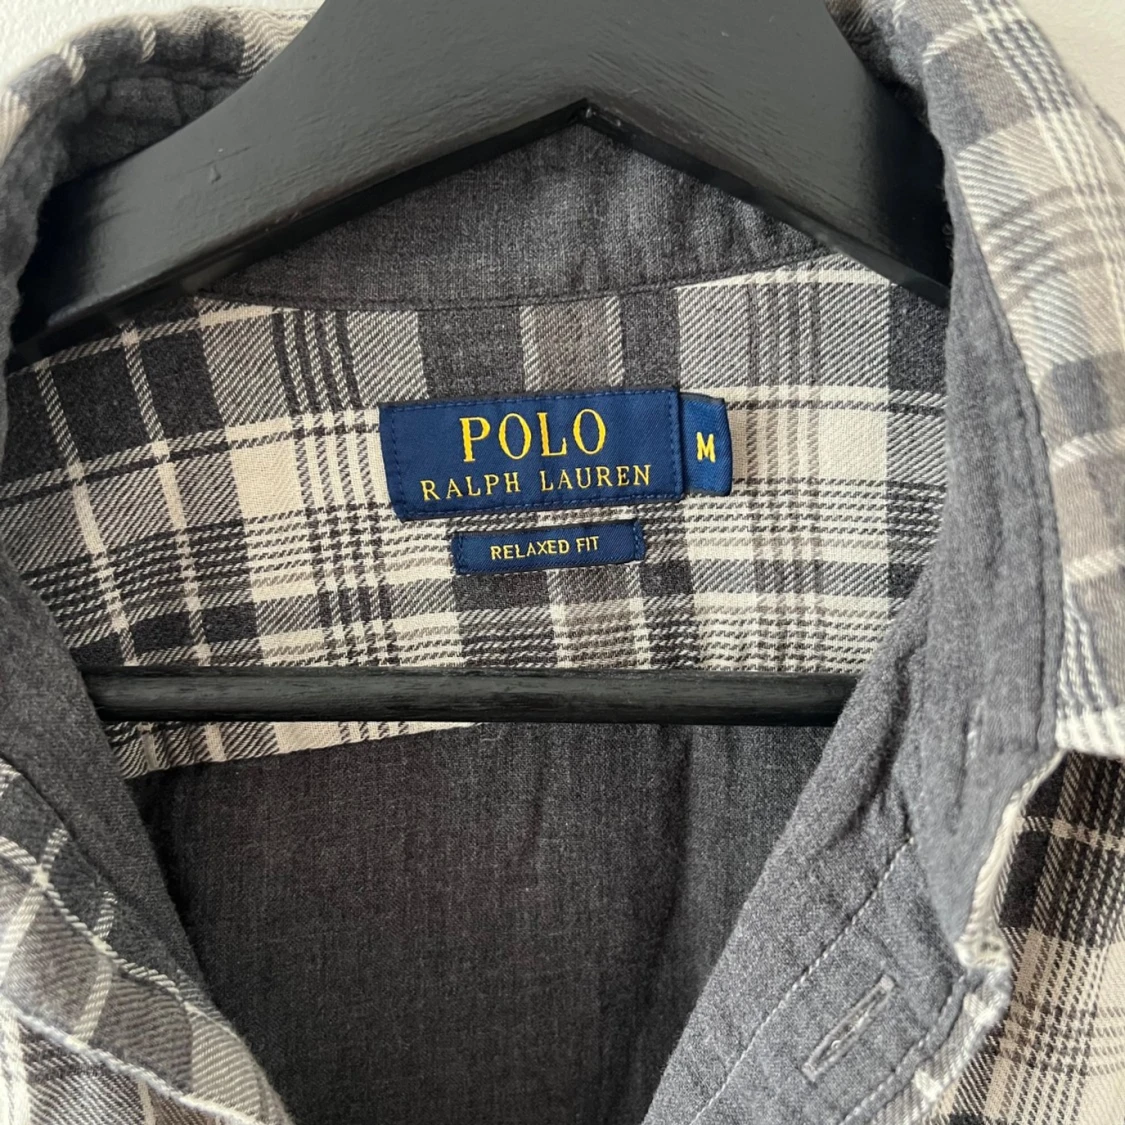 POLO
RALPH LAUREN
M
RELAXED FIT